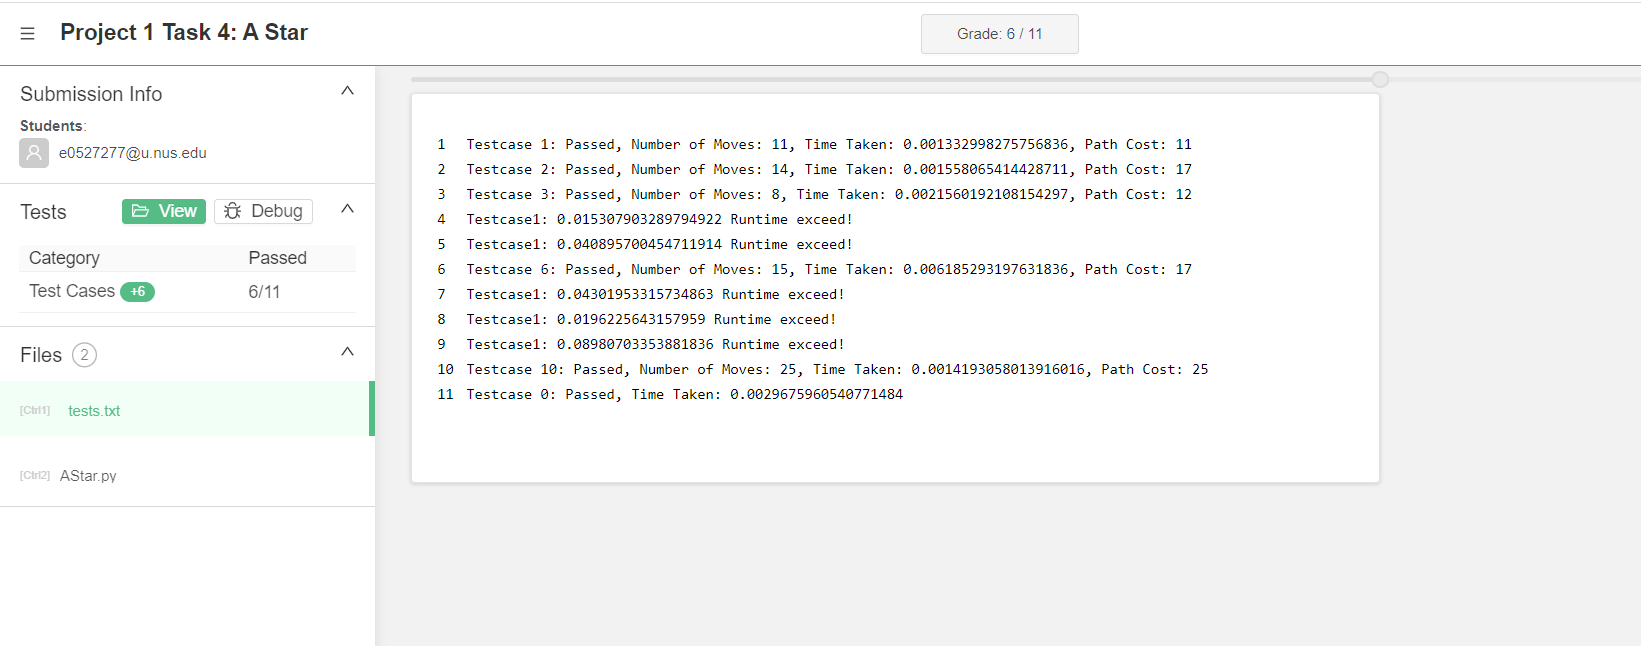 Project 1 Task 4: A Star
Grade: 6 / 11
Submission Info
Students:
e0527277@u.nus.edu
Tests View Debug
Category Passed
Test Cases +6 6/11
Files 2
[Ctrl1] tests.txt
[Ctrl2] AStar.py
1 Testcase 1: Passed, Number of Moves: 11, Time Taken: 0.001332998275756836, Path Cost: 11
2 Testcase 2: Passed, Number of Moves: 14, Time Taken: 0.001558065414428711, Path Cost: 17
3 Testcase 3: Passed, Number of Moves: 8, Time Taken: 0.0021560192108154297, Path Cost: 12
4 Testcase1: 0.015307903289794922 Runtime exceed!
5 Testcase1: 0.040895700454711914 Runtime exceed!
6 Testcase 6: Passed, Number of Moves: 15, Time Taken: 0.006185293197631836, Path Cost: 17
7 Testcase1: 0.04301953315734863 Runtime exceed!
8 Testcase1: 0.0196225643157959 Runtime exceed!
9 Testcase1: 0.08980703353881836 Runtime exceed!
10 Testcase 10: Passed, Number of Moves: 25, Time Taken: 0.0014193058013916016, Path Cost: 25
11 Testcase 0: Passed, Time Taken: 0.0029675960540771484